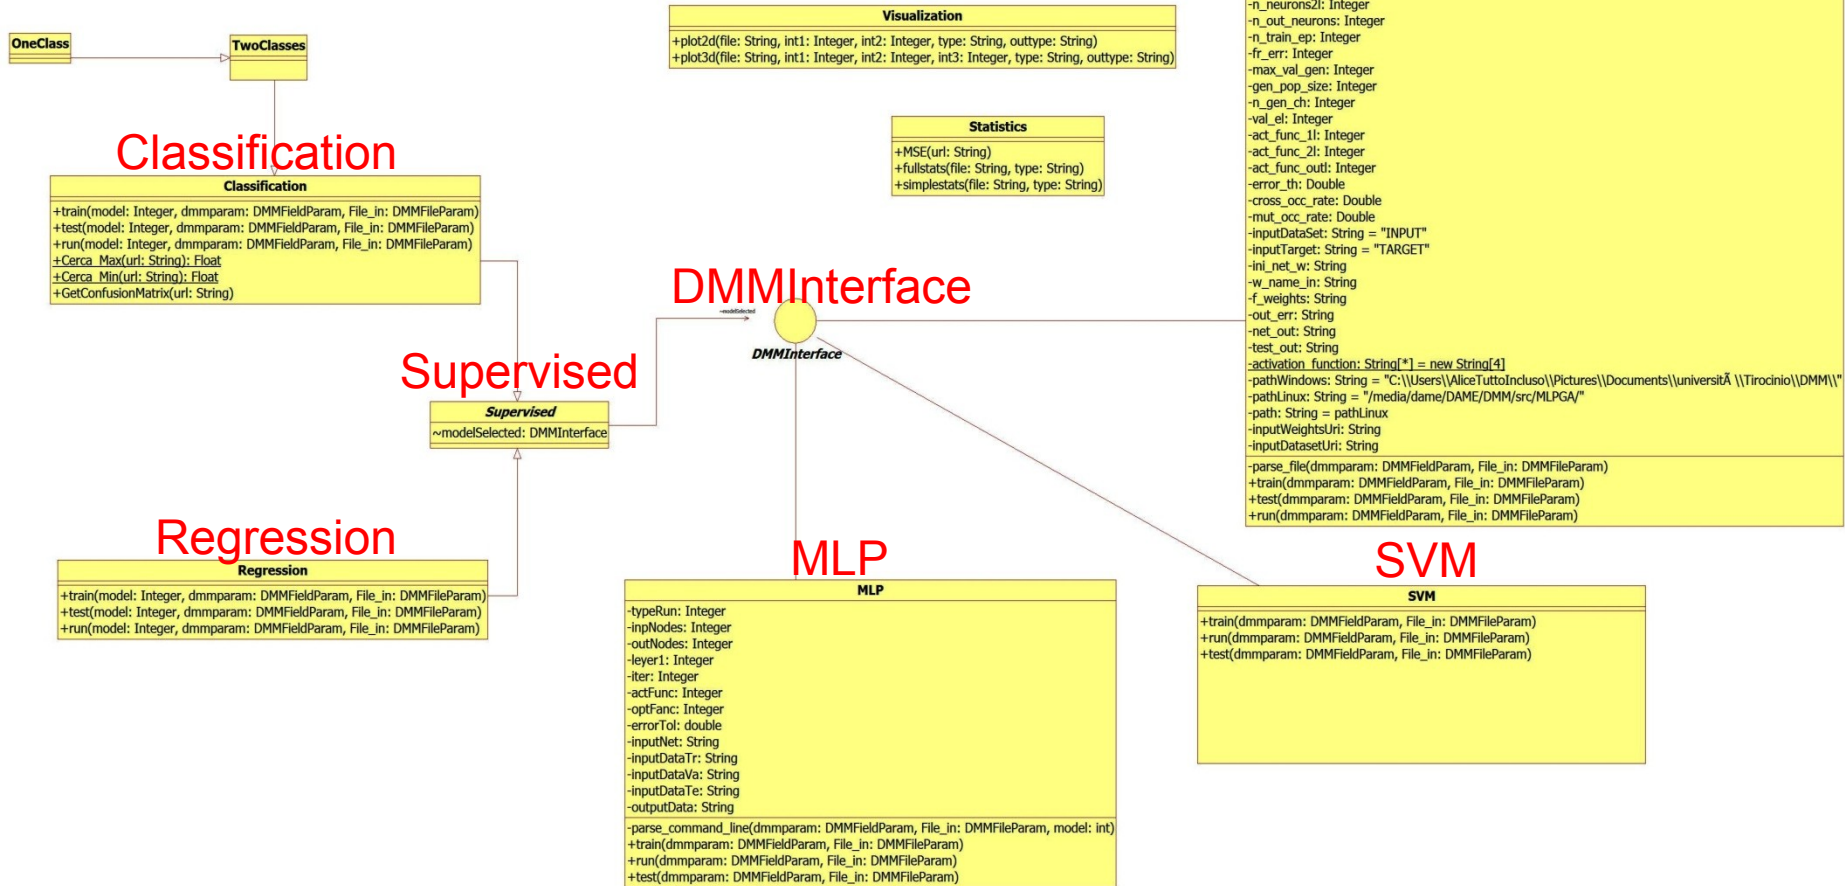 OneClass
TwoClasses
Classification
Classification
+train(model: Integer, dmmparam: DMMFieldParam, File_in: DMMFileParam)
+test(model: Integer, dmmparam: DMMFieldParam, File_in: DMMFileParam)
+run(model: Integer, dmmparam: DMMFieldParam, File_in: DMMFileParam)
+Cerca_Max(url: String): Float
+Cerca_Min(url: String): Float
+GetConfusionMatrix(url: String)
Supervised
Supervised
~modelSelected: DMMInterface
Regression
Regression
+train(model: Integer, dmmparam: DMMFieldParam, File_in: DMMFileParam)
+test(model: Integer, dmmparam: DMMFieldParam, File_in: DMMFileParam)
+run(model: Integer, dmmparam: DMMFieldParam, File_in: DMMFileParam)
Visualization
+plot2d(file: String, int1: Integer, int2: Integer, type: String, outtype: String)
+plot3d(file: String, int1: Integer, int2: Integer, int3: Integer, type: String, outtype: String)
Statistics
+MSE(url: String)
+fullstats(file: String, type: String)
+simplestats(file: String, type: String)
DMMInterface
~modelSelected
DMMInterface
MLP
MLP
-typeRun: Integer
-inpNodes: Integer
-outNodes: Integer
-leyer1: Integer
-iter: Integer
-actFunc: Integer
-optFanc: Integer
-errorTol: double
-inputNet: String
-inputDataTr: String
-inputDataVa: String
-inputDataTe: String
-outputData: String
-parse_command_line(dmmparam: DMMFieldParam, File_in: DMMFileParam, model: int)
+train(dmmparam: DMMFieldParam, File_in: DMMFileParam)
+run(dmmparam: DMMFieldParam, File_in: DMMFileParam)
+test(dmmparam: DMMFieldParam, File_in: DMMFileParam)
-n_neurons2l: Integer
-n_out_neurons: Integer
-n_train_ep: Integer
-fr_err: Integer
-max_val_gen: Integer
-gen_pop_size: Integer
-n_gen_ch: Integer
-val_el: Integer
-act_func_1l: Integer
-act_func_2l: Integer
-act_func_outl: Integer
-error_th: Double
-cross_occ_rate: Double
-mut_occ_rate: Double
-inputDataSet: String = "INPUT"
-inputTarget: String = "TARGET"
-ini_net_w: String
-w_name_in: String
-f_weights: String
-out_err: String
-net_out: String
-test_out: String
-activation_function: String[*] = new String[4]
-pathWindows: String = "C:\\Users\\AliceTuttoIncluso\\Pictures\\Documents\\universitÃ \\Tirocinio\\DMM\\"
-pathLinux: String = "/media/dame/DAME/DMM/src/MLPGA/"
-path: String = pathLinux
-inputWeightsUri: String
-inputDatasetUri: String
-parse_file(dmmparam: DMMFieldParam, File_in: DMMFileParam)
+train(dmmparam: DMMFieldParam, File_in: DMMFileParam)
+test(dmmparam: DMMFieldParam, File_in: DMMFileParam)
+run(dmmparam: DMMFieldParam, File_in: DMMFileParam)
SVM
SVM
+train(dmmparam: DMMFieldParam, File_in: DMMFileParam)
+run(dmmparam: DMMFieldParam, File_in: DMMFileParam)
+test(dmmparam: DMMFieldParam, File_in: DMMFileParam)